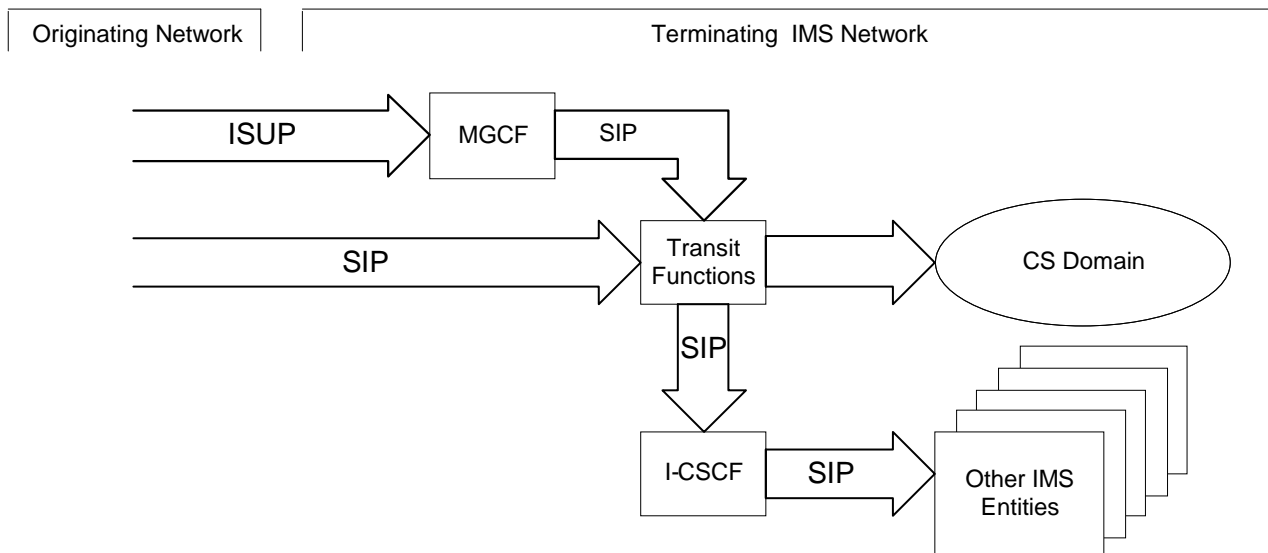 Originating Network
Terminating IMS Network
ISUP
MGCF
SIP
SIP
Transit
Functions
CS Domain
SIP
I-CSCF
SIP
Other IMS
Entities